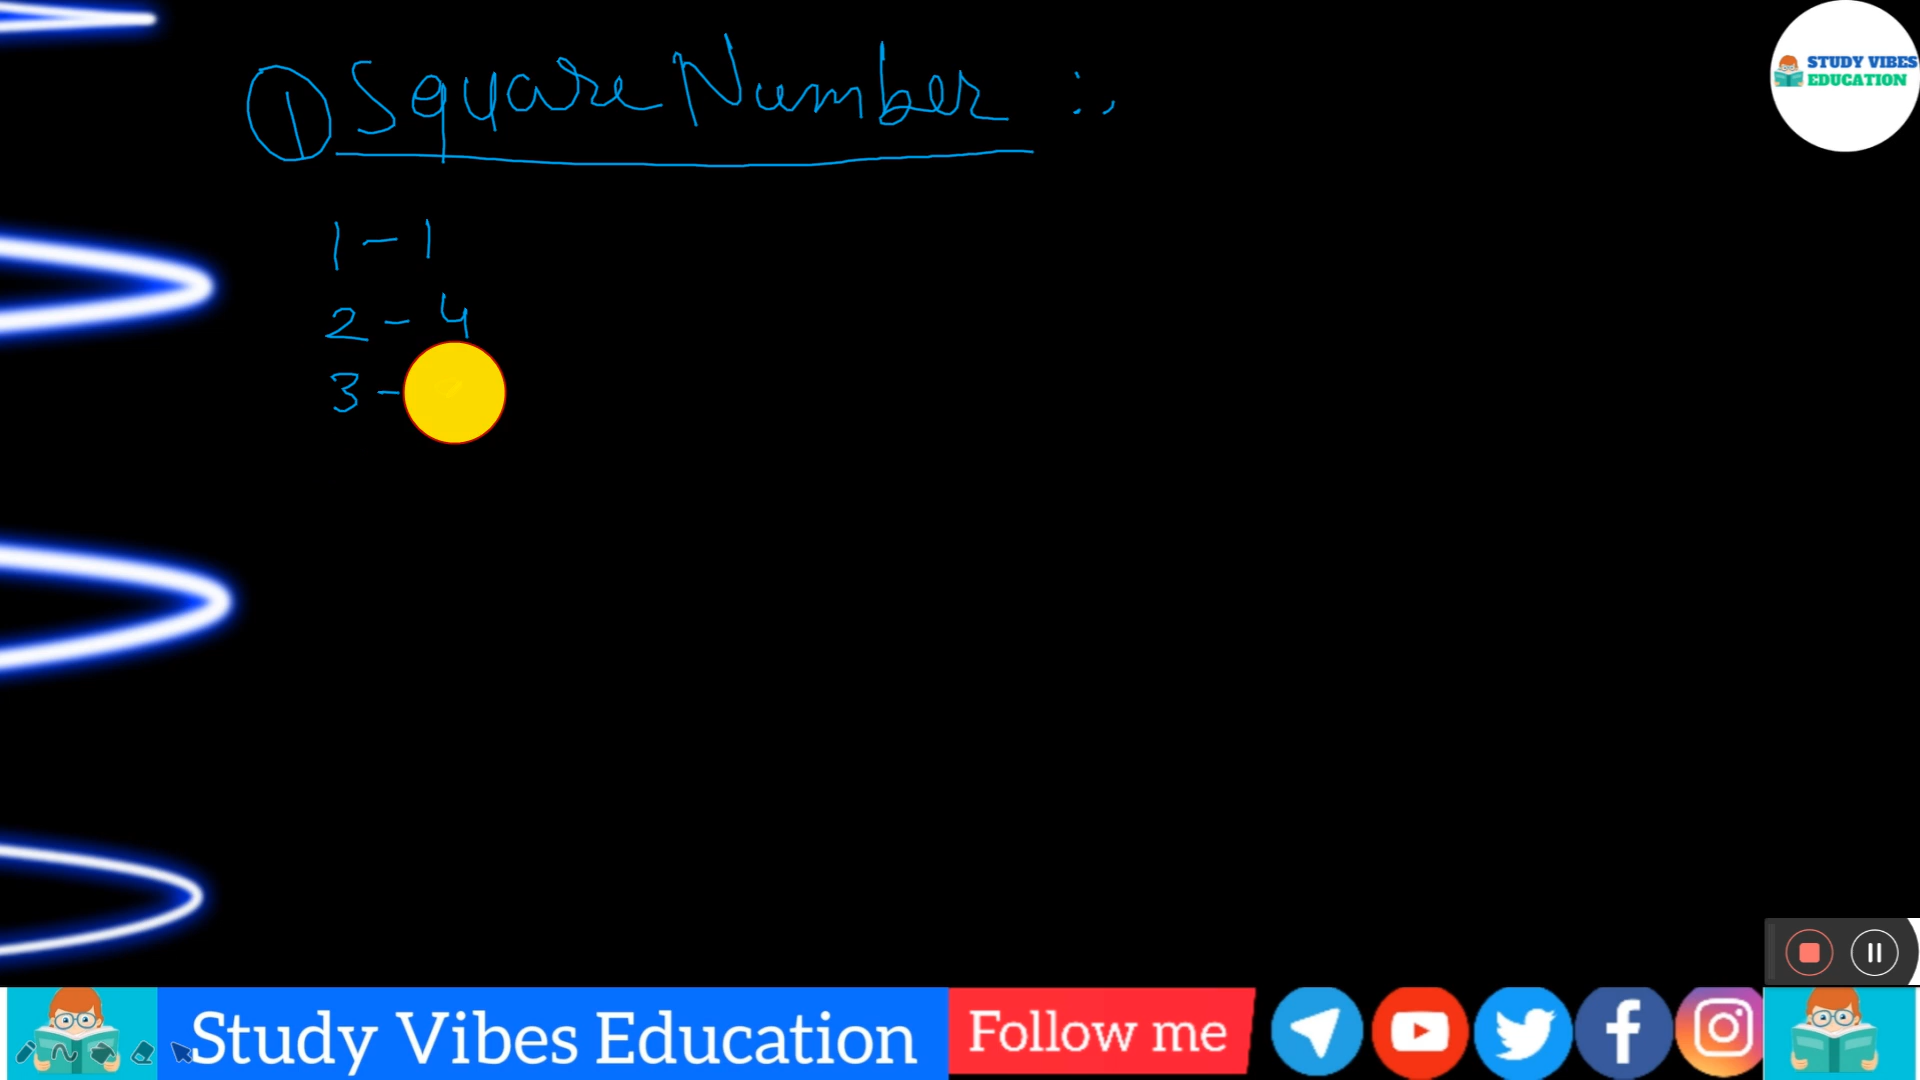 ① Square Number :,
STUDY VIBES
EDUCATION
1 - 1
2 - 4
3 -
Study Vibes Education
Follow me